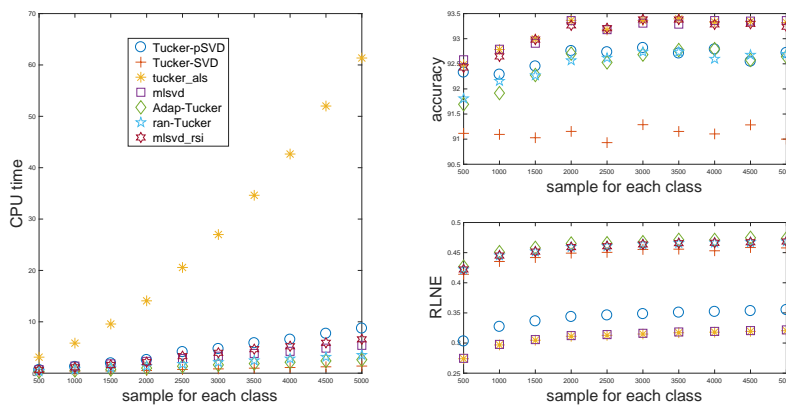 CPU time
70
60
50
40
30
20
10
0
500 1000 1500 2000 2500 3000 3500 4000 4500 5000
sample for each class
Tucker-pSVD
Tucker-SVD
tucker_als
mlsvd
Adap-Tucker
ran-Tucker
mlsvd_rsi
accuracy
93.5
93
92.5
92
91.5
91
90.5
500 1000 1500 2000 2500 3000 3500 4000 4500 500
sample for each class
RLNE
0.5
0.45
0.4
0.35
0.3
0.25
500 1000 1500 2000 2500 3000 3500 4000 4500 500
sample for each class